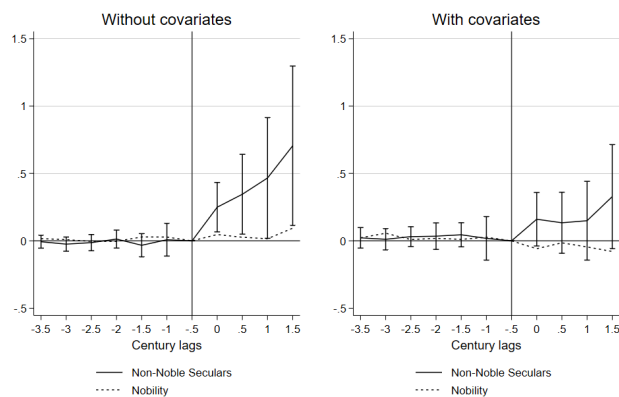 Without covariates
1.5
1
.5
0
-.5
-3.5 -3 -2.5 -2 -1.5 -1 -.5 0 .5 1 1.5
Century lags
Non-Noble Seculars
Nobility
With covariates
1.5
1
.5
0
-.5
-3.5 -3 -2.5 -2 -1.5 -1 -.5 0 .5 1 1.5
Century lags
Non-Noble Seculars
Nobility